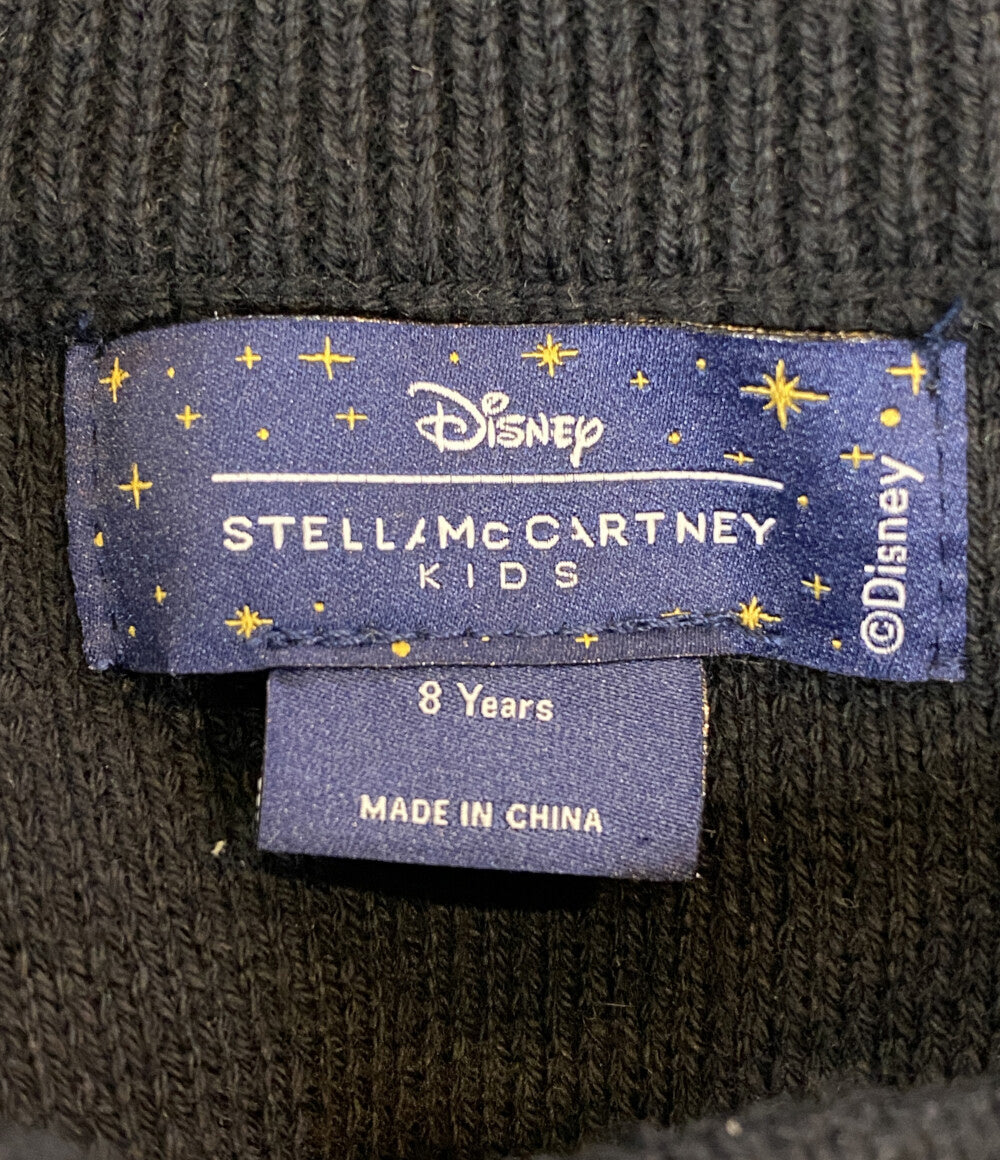 Disney
STELLA McCARTNEY
KIDS
©Disney
8 Years
MADE IN CHINA